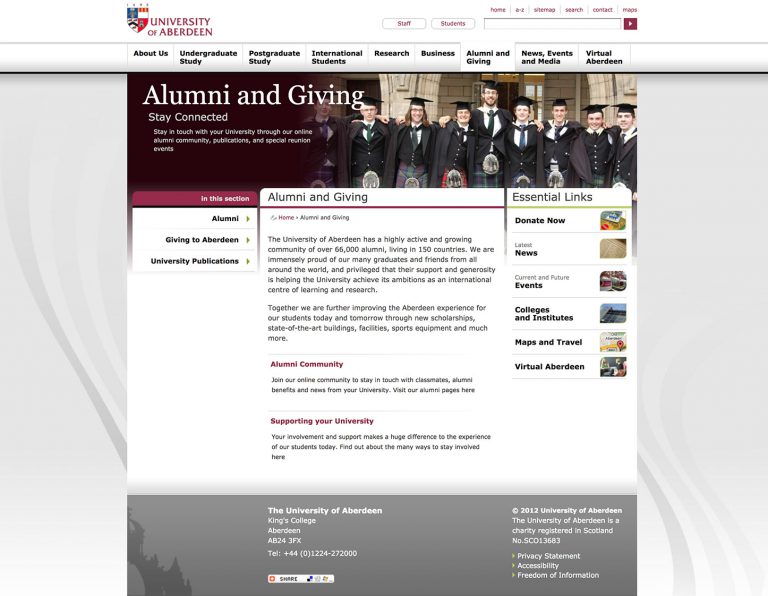 1495
UNIVERSITY
OF ABERDEEN
home a-z sitemap search contact maps
Staff Students
About Us
Undergraduate
Study
Postgraduate
Study
International
Students
Research
Business
Alumni and
Giving
News, Events
and Media
Virtual
Aberdeen
Alumni and Giving
Stay Connected
Stay in touch with your University through our online
alumni community, publications, and special reunion
events
in this section
Alumni
Giving to Aberdeen
University Publications
Alumni and Giving
Home › Alumni and Giving
The University of Aberdeen has a highly active and growing
community of over 66,000 alumni, living in 150 countries. We are
immensely proud of our many graduates and friends from all
around the world, and privileged that their support and generosity
is helping the University achieve its ambitions as an international
centre of learning and research.
Together we are further improving the Aberdeen experience for
our students today and tomorrow through new scholarships,
state-of-the-art buildings, facilities, sports equipment and much
more.
Alumni Community
Join our online community to stay in touch with classmates, alumni
benefits and news from your University. Visit our alumni pages here
Supporting your University
Your involvement and support makes a huge difference to the experience
of our students today. Find out about the many ways to stay involved
here
Essential Links
Donate Now
Latest
News
Current and Future
Events
Colleges
and Institutes
Maps and Travel
Virtual Aberdeen
The University of Aberdeen
King's College
Aberdeen
AB24 3FX
Tel: +44 (0)1224-272000
SHARE
© 2012 University of Aberdeen
The University of Aberdeen is a
charity registered in Scotland
No.SCO13683
Privacy Statement
Accessibility
Freedom of Information